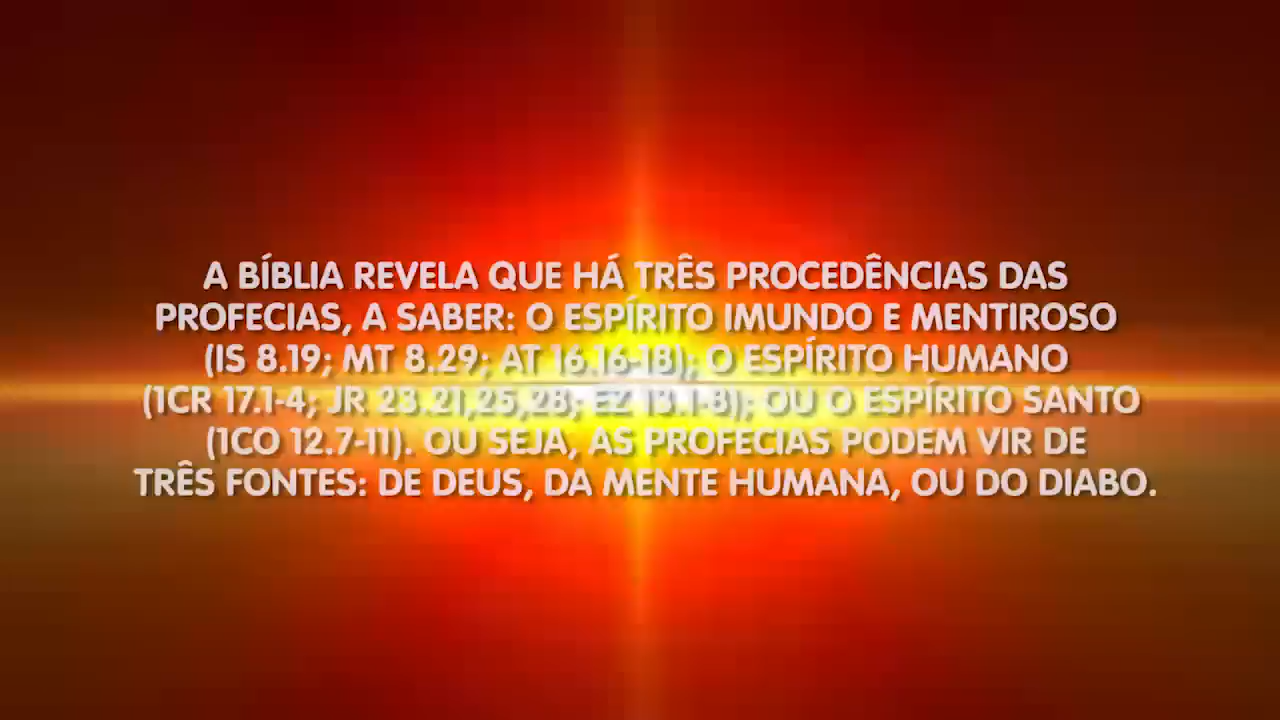 A BÍBLIA REVELA QUE HÁ TRÊS PROCEDÊNCIAS DAS
PROFECIAS, A SABER: O ESPÍRITO IMUNDO E MENTIROSO
(IS 8.19; MT 8.29; AT 16.16-18); O ESPÍRITO HUMANO
(1CR 17.1-4; JR 23.21,25,28; EZ 13.1-8); OU O ESPÍRITO SANTO
(1CO 12.7-11). OU SEJA, AS PROFECIAS PODEM VIR DE
TRÊS FONTES: DE DEUS, DA MENTE HUMANA, OU DO DIABO.